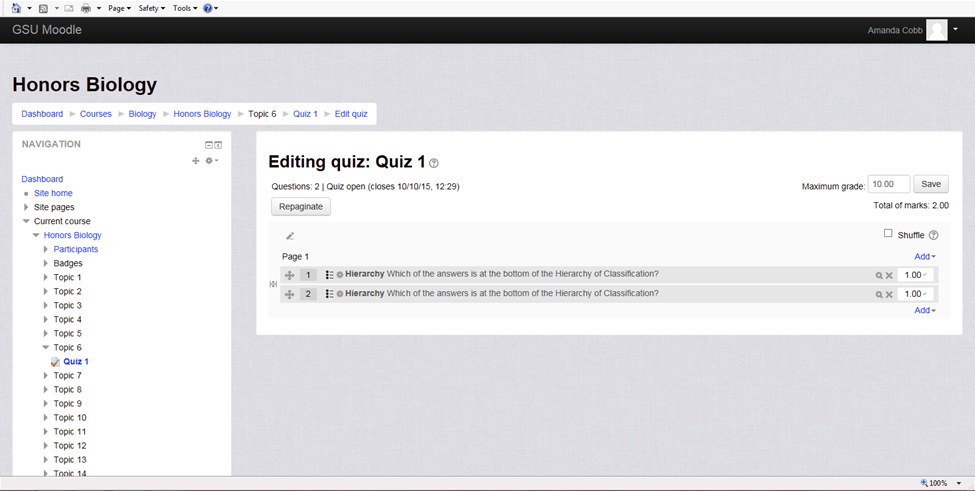 Page Safety Tools
GSU Moodle Amanda Cobb
Honors Biology
Dashboard Courses Biology Honors Biology Topic 6 Quiz 1 Edit quiz
NAVIGATION
Dashboard
Site home
Site pages
Current course
Honors Biology
Participants
Badges
Topic 1
Topic 2
Topic 3
Topic 4
Topic 5
Topic 6
Quiz 1
Topic 7
Topic 8
Topic 9
Topic 10
Topic 11
Topic 12
Topic 13
Topic 14
Editing quiz: Quiz 1
Questions: 2 | Quiz open (closes 10/10/15, 12:29)
Maximum grade: 10.00 Save
Repaginate
Total of marks: 2.00
Shuffle
Page 1 Add
1 Hierarchy Which of the answers is at the bottom of the Hierarchy of Classification? 1.00
2 Hierarchy Which of the answers is at the bottom of the Hierarchy of Classification? 1.00
Add
100%